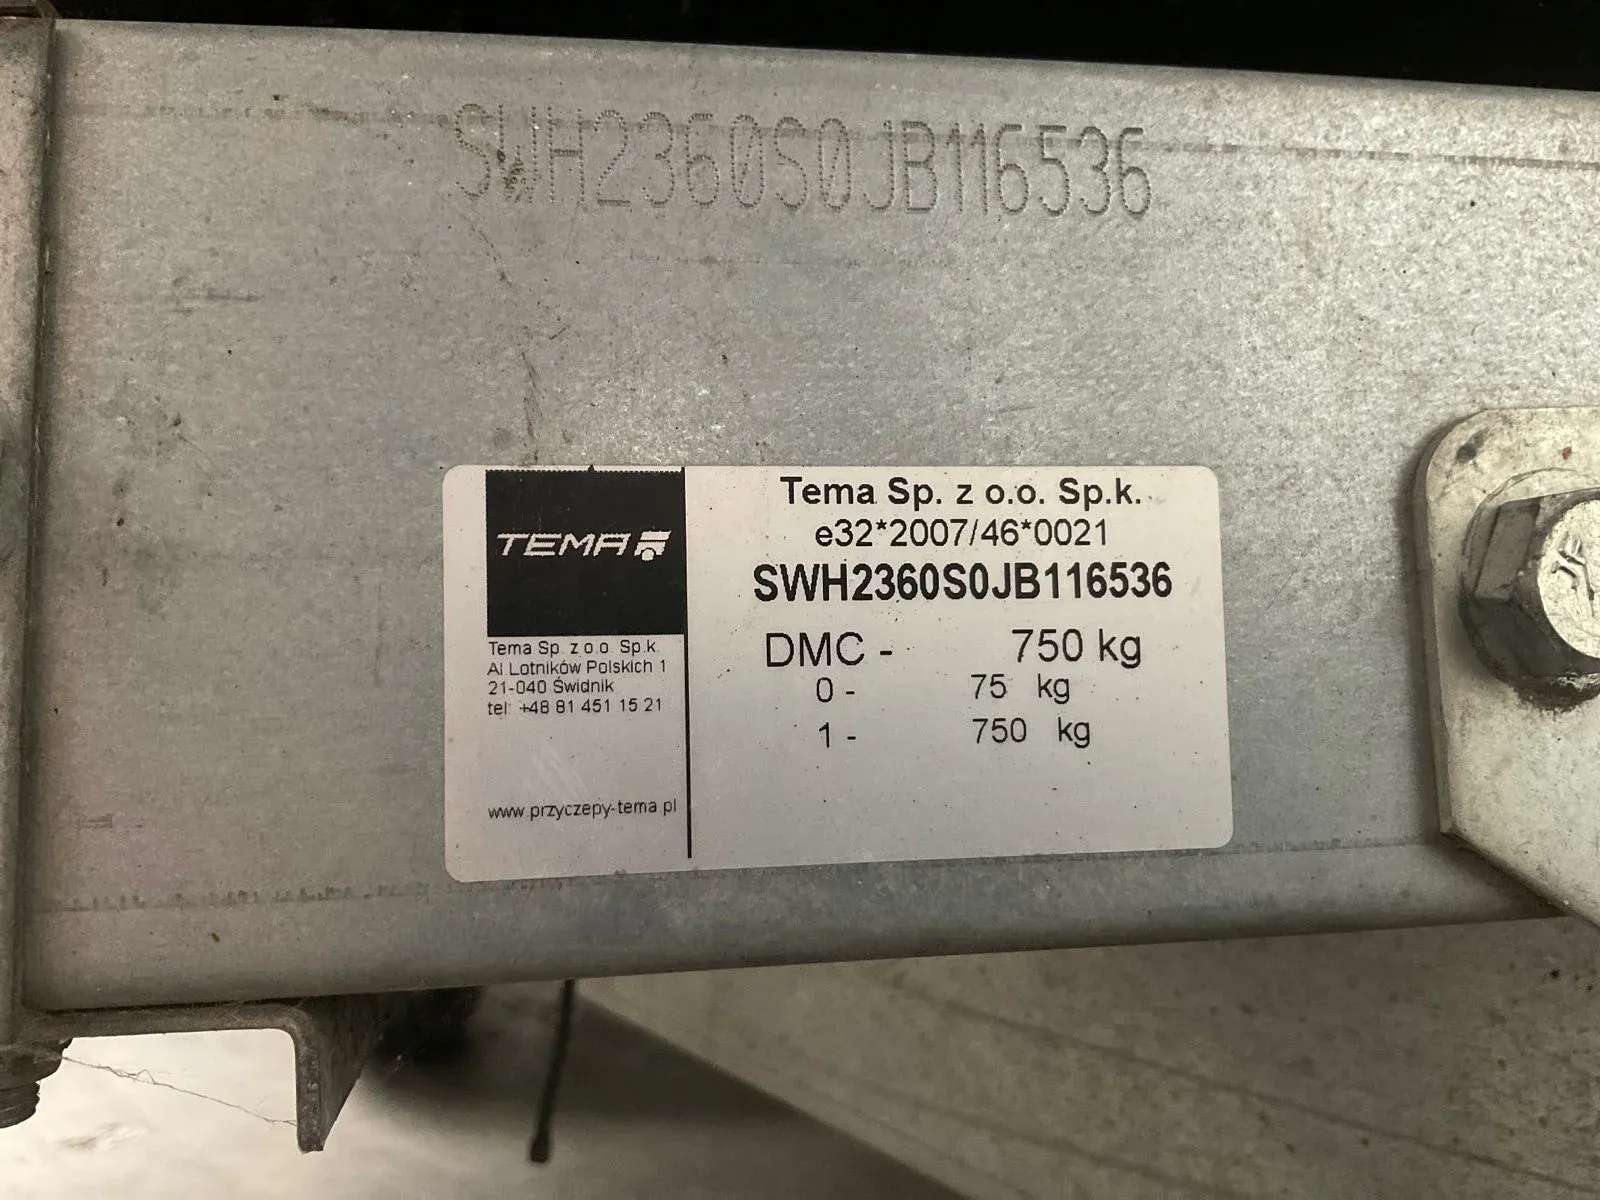 SWH2360S0JB116536
TEMA
Tema Sp. z o.o. Sp.k.
Al.Lotników Polskich 1
21-040 Świdnik
tel: +48 81 451 15 21
www.przyczepy-tema.pl
Tema Sp. z o.o. Sp.k.
e32*2007/46*0021
SWH2360S0JB116536
DMC - 750 kg
0 - 75 kg
1 - 750 kg